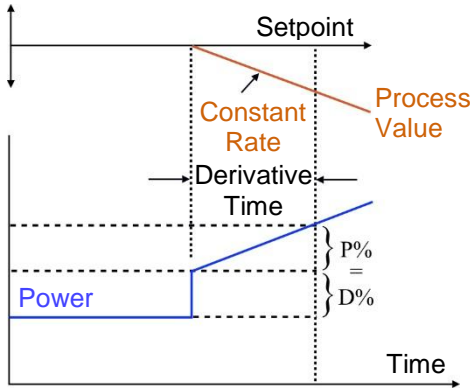 Setpoint
Constant
Rate
Process
Value
Derivative
Time
P%
=
D%
Power
Time